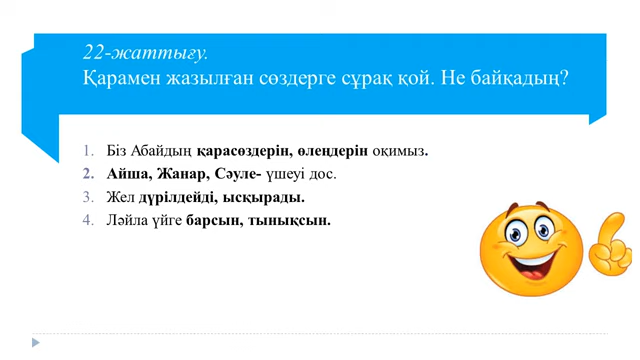 22-жаттығу.
Қарамен жазылған сөздерге сұрақ қой. Не байқадың?
1. Біз Абайдың қарасөздерін, өлеңдерін оқимыз.
2. Айша, Жанар, Сәуле- үшеуі дос.
3. Жел дүрілдейді, ысқырады.
4. Ләйла үйге барсын, тынықсын.